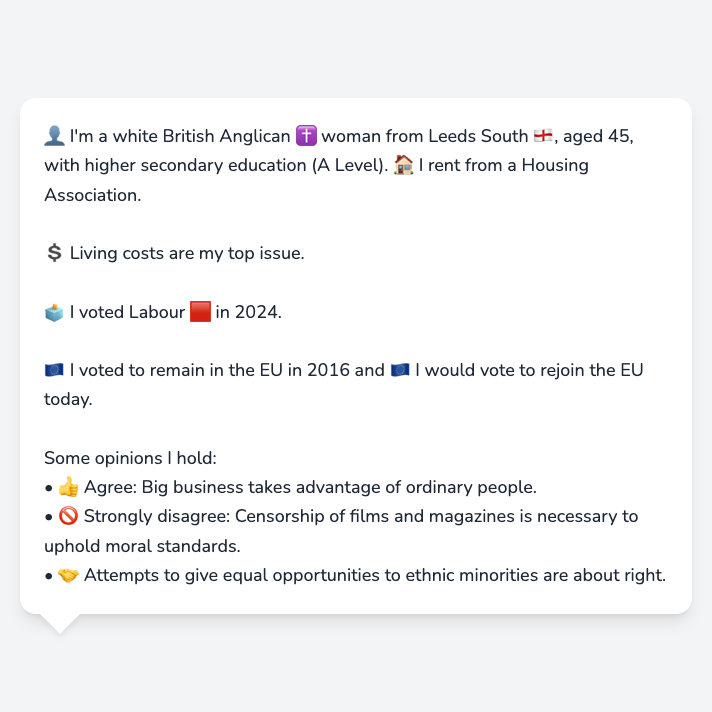 👤 I'm a white British Anglican ✝️ woman from Leeds South 🏴󠁧󠁢󠁥󠁮󠁧󠁿, aged 45,
with higher secondary education (A Level). 🏠 I rent from a Housing
Association.
💲 Living costs are my top issue.
🗳️ I voted Labour 🟥 in 2024.
🇪🇺 I voted to remain in the EU in 2016 and 🇪🇺 I would vote to rejoin the EU
today.
Some opinions I hold:
• 👍 Agree: Big business takes advantage of ordinary people.
• 🚫 Strongly disagree: Censorship of films and magazines is necessary to
uphold moral standards.
• 🤝 Attempts to give equal opportunities to ethnic minorities are about right.